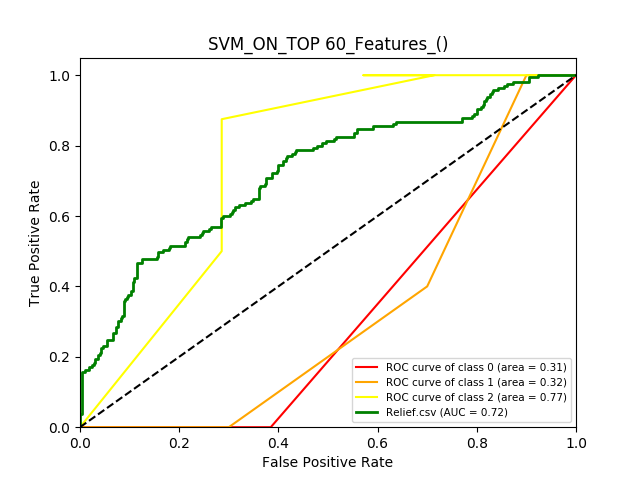 SVM_ON_TOP 60_Features_()
1.0
0.8
0.6
0.4
0.2
0.0
True Positive Rate
ROC curve of class 0 (area = 0.31)
ROC curve of class 1 (area = 0.32)
ROC curve of class 2 (area = 0.77)
Relief.csv (AUC = 0.72)
0.0 0.2 0.4 0.6 0.8 1.0
False Positive Rate